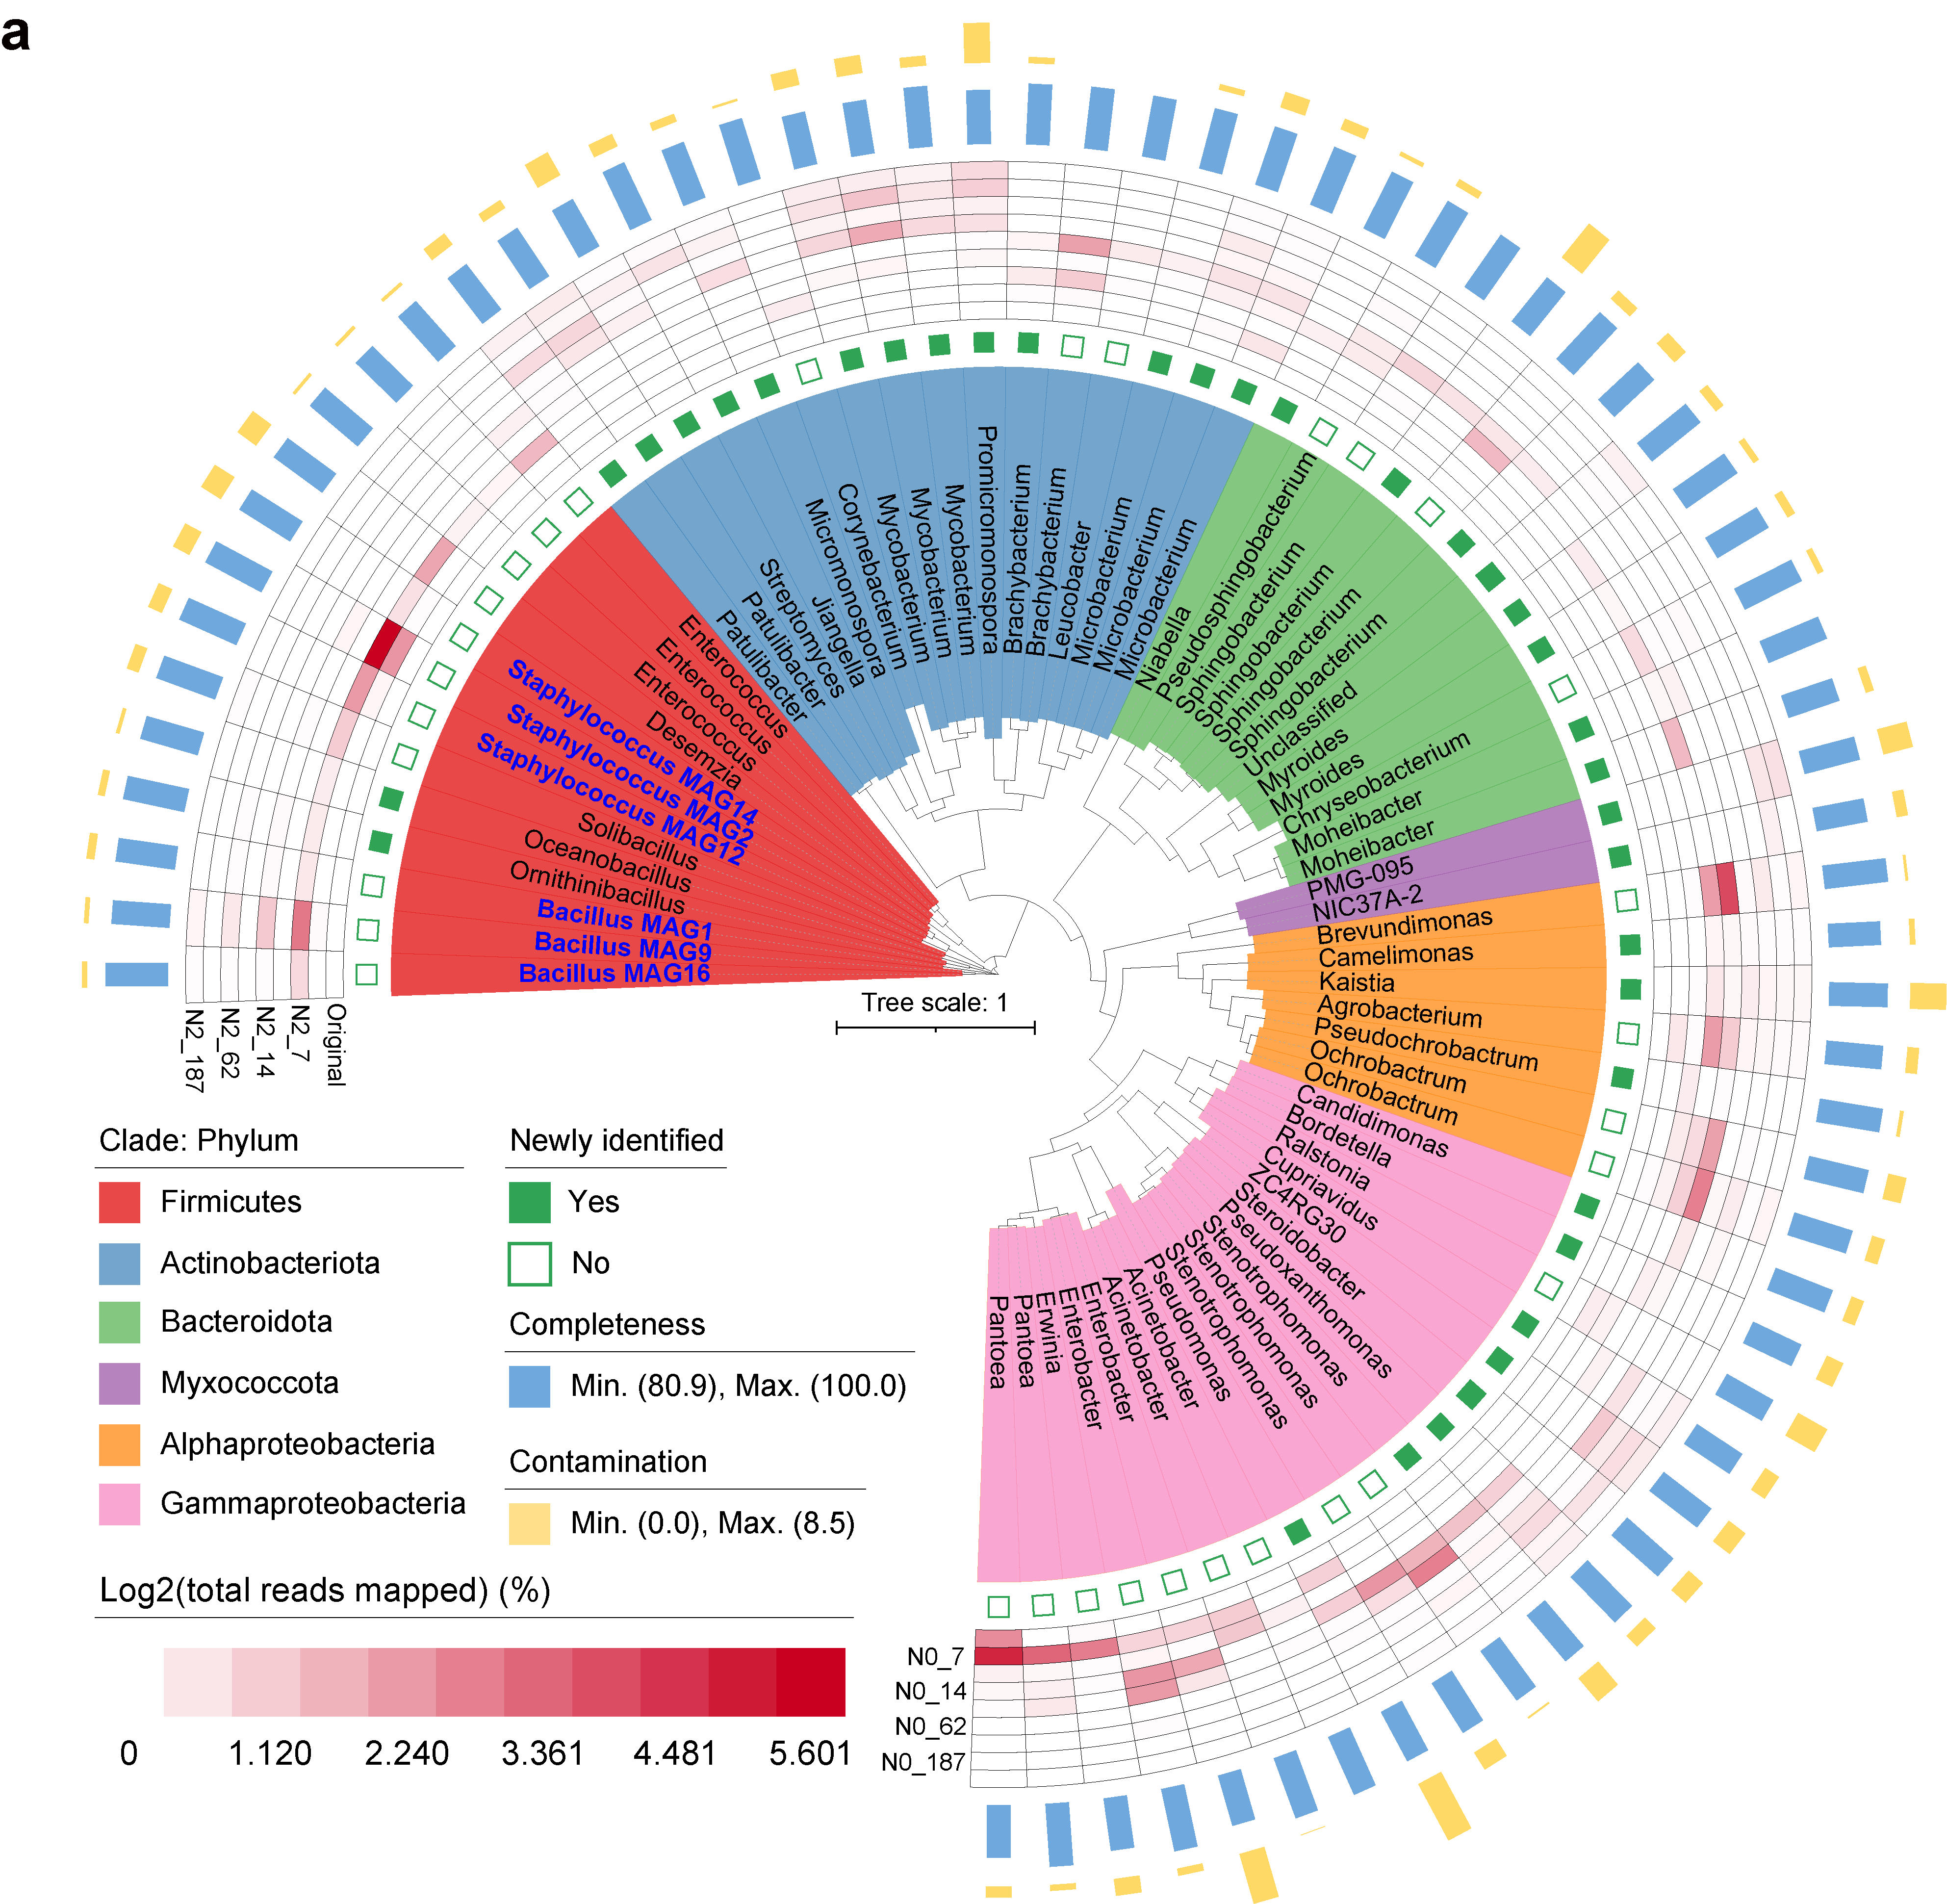 a
Bacillus MAG16
Bacillus MAG9
Bacillus MAG1
Ornithinibacillus
Oceanobacillus
Solibacillus
Staphylococcus MAG12
Staphylococcus MAG2
Staphylococcus MAG14
Desemzia
Enterococcus
Enterococcus
Enterococcus
Patulibacter
Patulibacter
Streptomyces
Jiangella
Micromonospora
Corynebacterium
Mycobacterium
Mycobacterium
Mycobacterium
Promicromonospora
Brachybacterium
Brachybacterium
Leucobacter
Microbacterium
Microbacterium
Microbacterium
Niabella
Pseudosphingobacterium
Sphingobacterium
Sphingobacterium
Sphingobacterium
Sphingobacterium
Unclassified
Myroides
Myroides
Chryseobacterium
Moheibacter
Moheibacter
PMG-095
NIC37A-2
Brevundimonas
Camelimonas
Kaistia
Agrobacterium
Pseudochrobactrum
Ochrobactrum
Ochrobactrum
Candidimonas
Bordetella
Ralstonia
Cupriavidus
ZC4RG30
Steroidobacter
Pseudoxanthomonas
Stenotrophomonas
Stenotrophomonas
Stenotrophomonas
Pseudomonas
Acinetobacter
Acinetobacter
Enterobacter
Enterobacter
Erwinia
Pantoea
Pantoea
Tree scale: 1
N2_187
N2_62
N2_14
N2_7
Original
N0_7
N0_14
N0_62
N0_187
Clade: Phylum
Firmicutes
Actinobacteriota
Bacteroidota
Myxococcota
Alphaproteobacteria
Gammaproteobacteria
Newly identified
Yes
No
Completeness
Min. (80.9), Max. (100.0)
Contamination
Min. (0.0), Max. (8.5)
Log2(total reads mapped) (%)
0 1.120 2.240 3.361 4.481 5.601